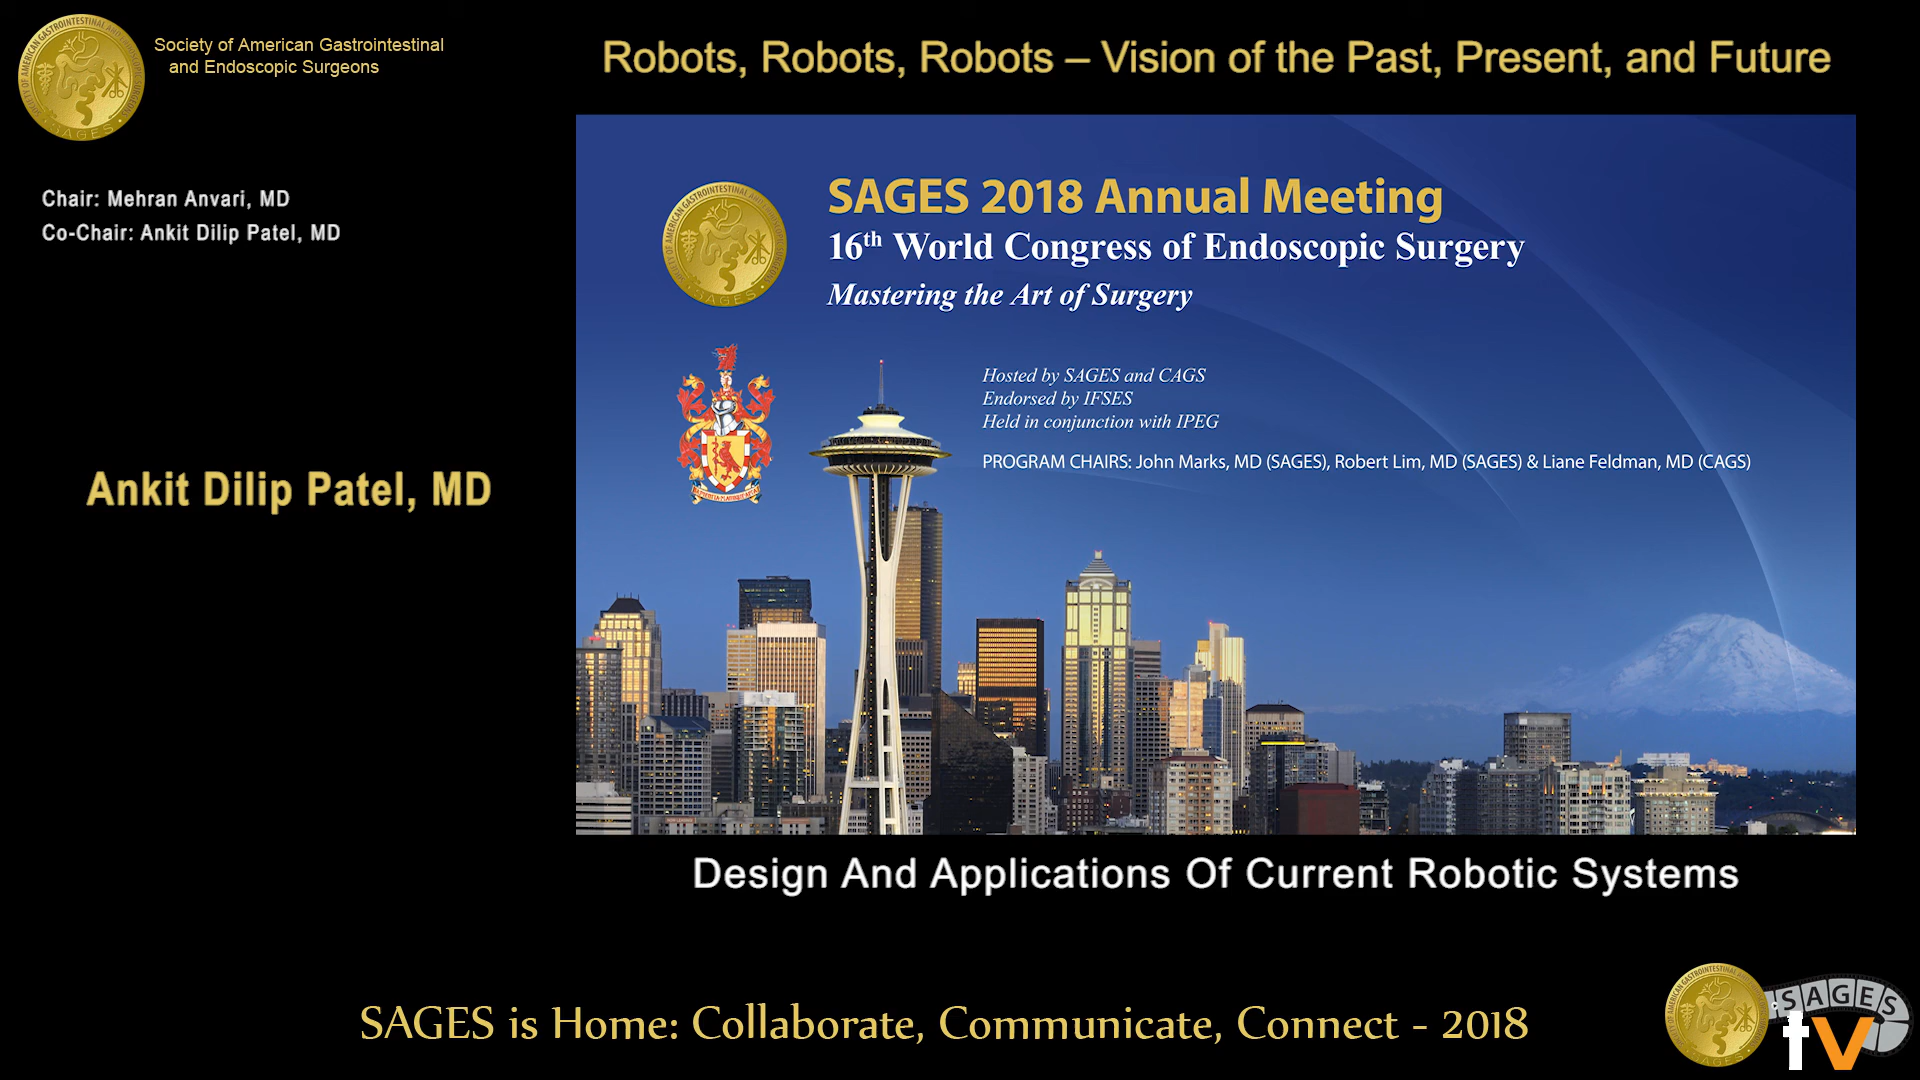 Society of American Gastrointestinal
and Endoscopic Surgeons
Robots, Robots, Robots – Vision of the Past, Present, and Future
Chair: Mehran Anvari, MD
Co-Chair: Ankit Dilip Patel, MD
Ankit Dilip Patel, MD
SAGES 2018 Annual Meeting
16th World Congress of Endoscopic Surgery
Mastering the Art of Surgery
Hosted by SAGES and CAGS
Endorsed by IFSES
Held in conjunction with IPEG
PROGRAM CHAIRS: John Marks, MD (SAGES), Robert Lim, MD (SAGES) & Liane Feldman, MD (CAGS)
Design And Applications Of Current Robotic Systems
SAGES is Home: Collaborate, Communicate, Connect - 2018
SAGES
tv